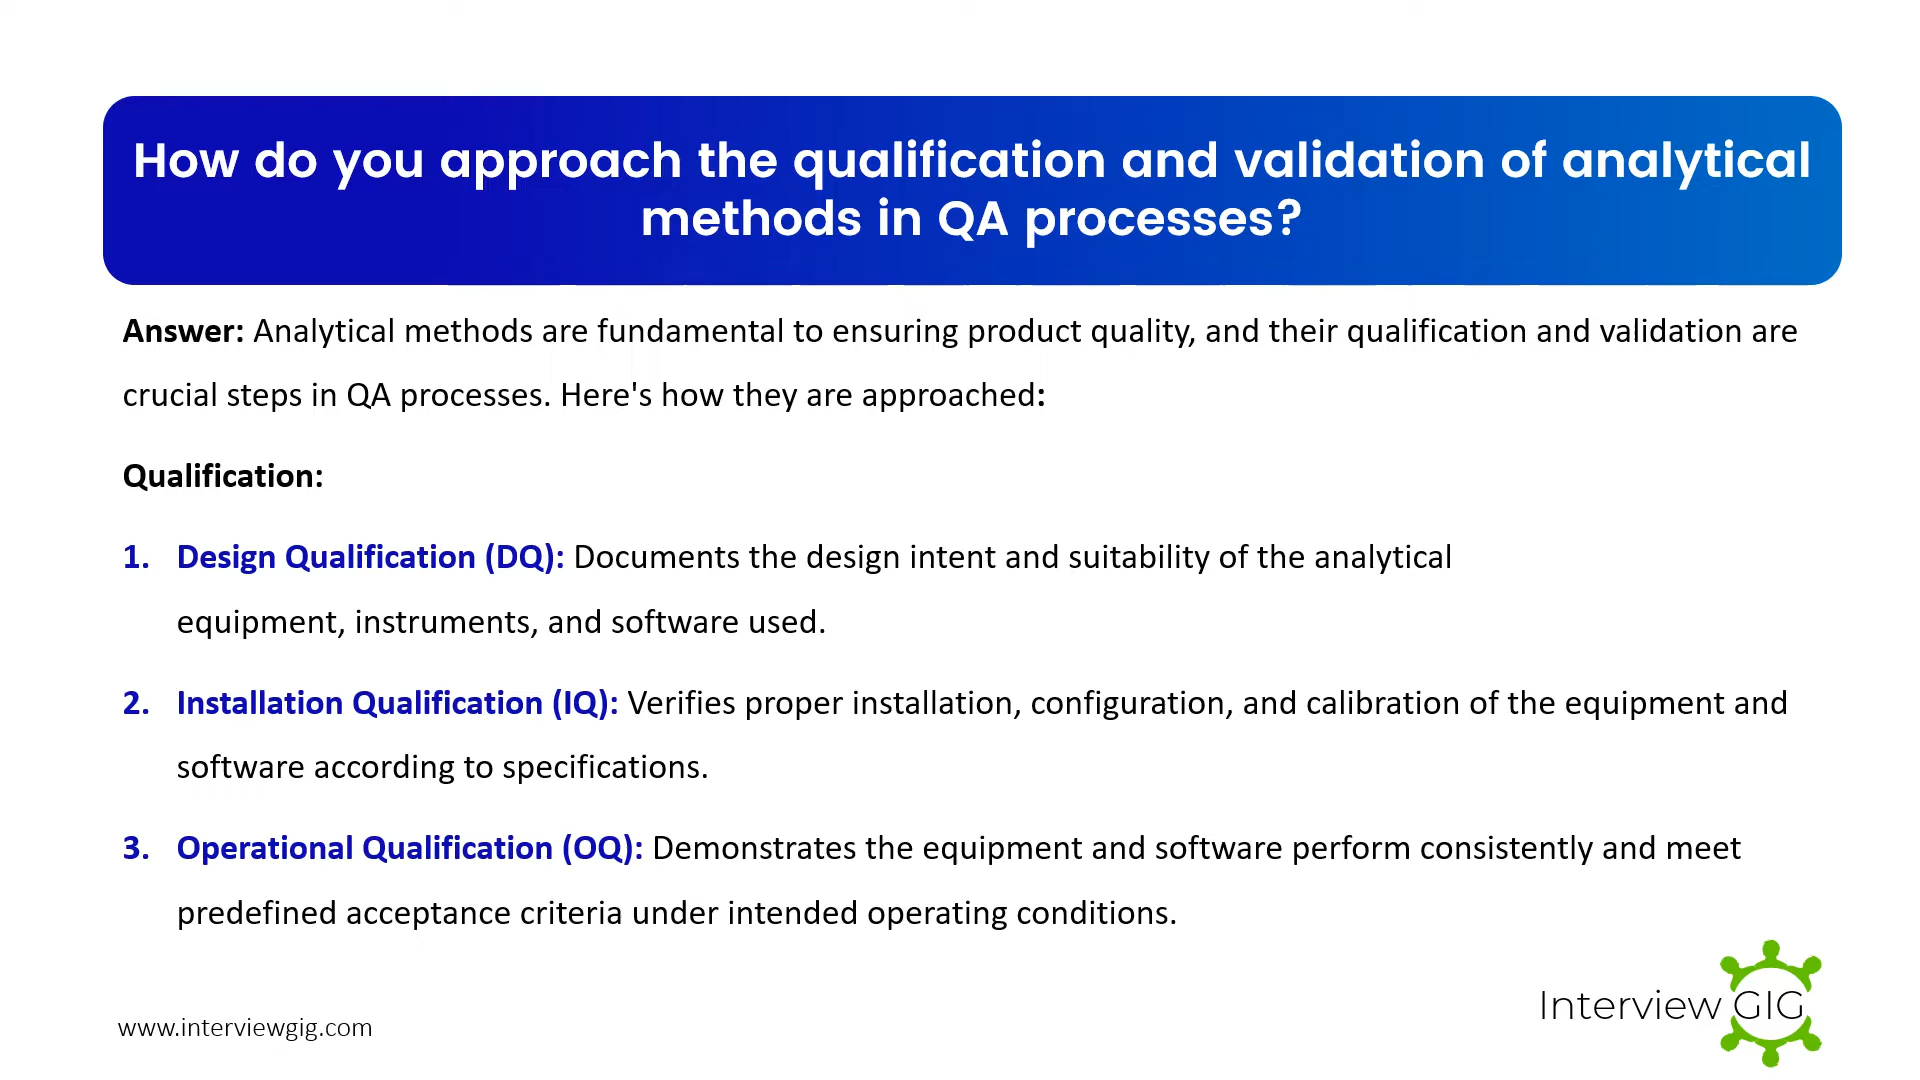 How do you approach the qualification and validation of analytical
methods in QA processes?
Answer: Analytical methods are fundamental to ensuring product quality, and their qualification and validation are
crucial steps in QA processes. Here's how they are approached:
Qualification:
1. Design Qualification (DQ): Documents the design intent and suitability of the analytical
equipment, instruments, and software used.
2. Installation Qualification (IQ): Verifies proper installation, configuration, and calibration of the equipment and
software according to specifications.
3. Operational Qualification (OQ): Demonstrates the equipment and software perform consistently and meet
predefined acceptance criteria under intended operating conditions.
Interview GIG
www.interviewgig.com